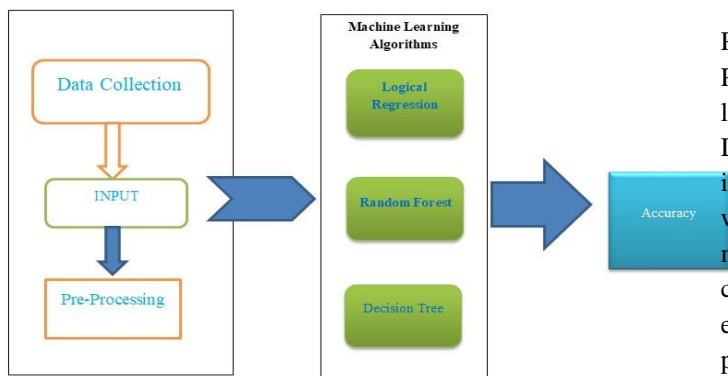 Data Collection
INPUT
Pre-Processing
Machine Learning
Algorithms
Logical
Regression
Random Forest
Decision Tree
Accuracy